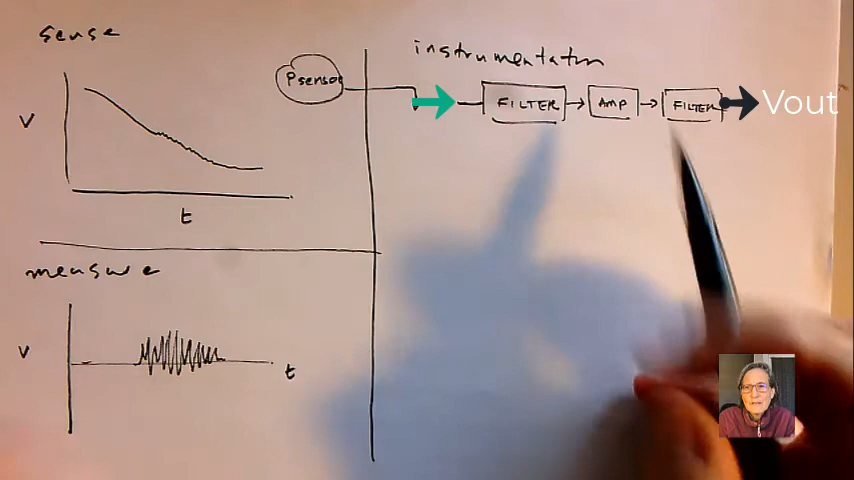 sense
V
t
Psensor
instrumentatn
FILTER → AMP → FILTER
Vout
measure
V
t